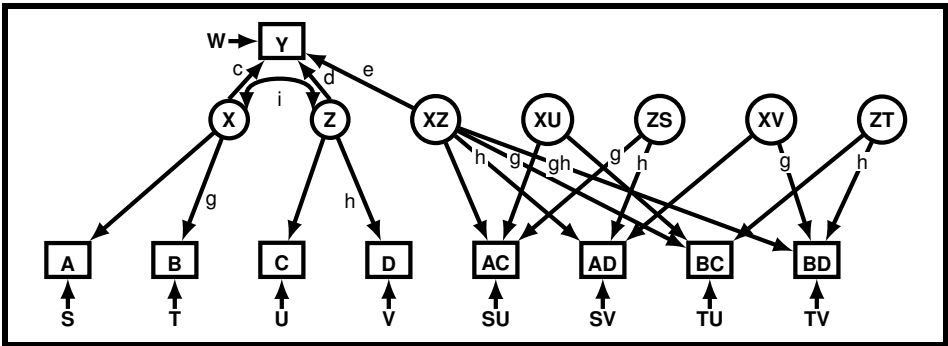 W Y
c d e
i
X Z XZ XU ZS XV ZT
h g gh g h g h
g h
A B C D AC AD BC BD
S T U V SU SV TU TV